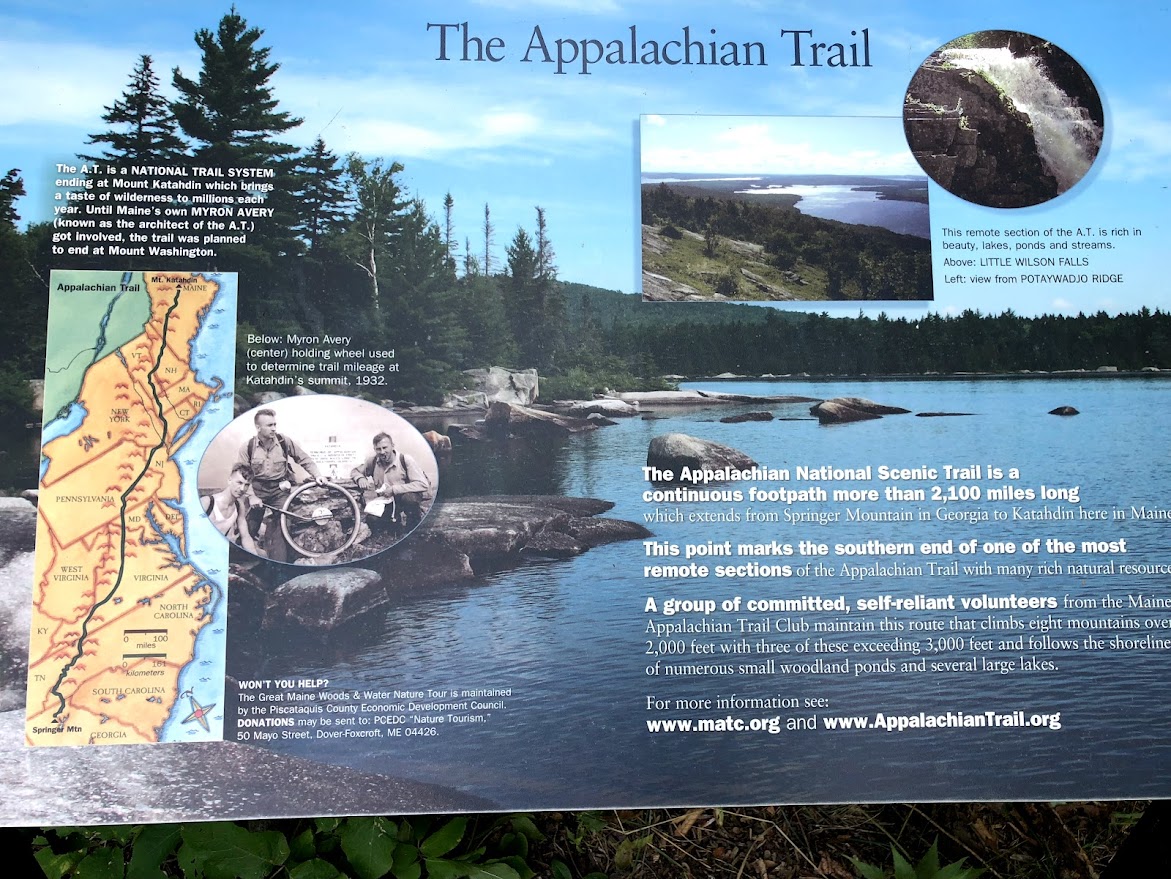 The Appalachian Trail
The A.T. is a NATIONAL TRAIL SYSTEM
ending at Mount Katahdin which brings
a taste of wilderness to millions each
year. Until Maine's own MYRON AVERY
(known as the architect of the A.T.)
got involved, the trail was planned
to end at Mount Washington.
This remote section of the A.T. is rich in
beauty, lakes, ponds and streams.
Above: LITTLE WILSON FALLS
Left: view from POTAYWADJO RIDGE
Appalachian Trail
Mt. Katahdin
MAINE
VT
NH
MA
RI
CT
NEW
YORK
NJ
PENNSYLVANIA
MD
DEL
WEST
VIRGINIA
VIRGINIA
NORTH
CAROLINA
KY
0 100
miles
0 161
kilometers
TN
SOUTH CAROLINA
Springer Mtn
GEORGIA
Below: Myron Avery
(center) holding wheel used
to determine trail mileage at
Katahdin's summit, 1932.
The Appalachian National Scenic Trail is a
continuous footpath more than 2,100 miles long
which extends from Springer Mountain in Georgia to Katahdin here in Maine
This point marks the southern end of one of the most
remote sections of the Appalachian Trail with many rich natural resource
A group of committed, self-reliant volunteers from the Maine
Appalachian Trail Club maintain this route that climbs eight mountains over
2,000 feet with three of these exceeding 3,000 feet and follows the shoreline
of numerous small woodland ponds and several large lakes.
For more information see:
www.matc.org and www.AppalachianTrail.org
WON'T YOU HELP?
The Great Maine Woods & Water Nature Tour is maintained
by the Piscataquis County Economic Development Council.
DONATIONS may be sent to: PCEDC "Nature Tourism,"
50 Mayo Street, Dover-Foxcroft, ME 04426.